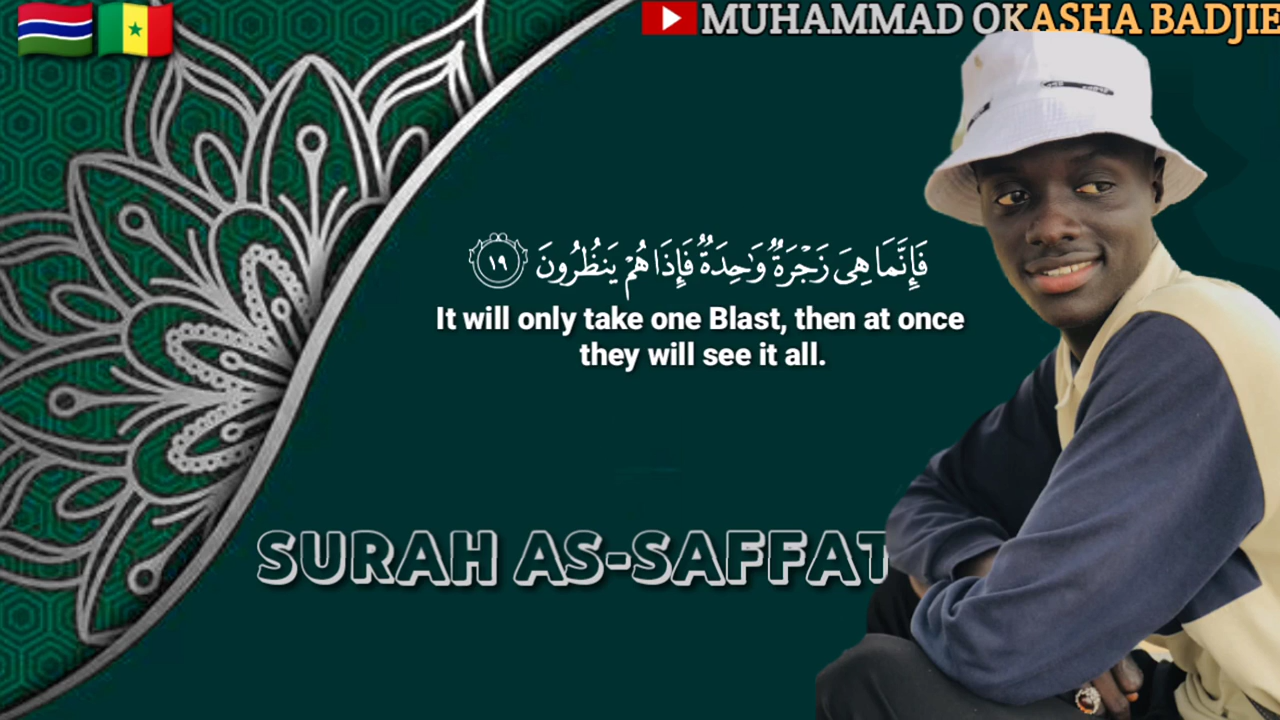 MUHAMMAD OKASHA BADJIE
فَإِنَّمَا هِىَ زَجْرَةٌ وَٰحِدَةٌ فَإِذَا هُمْ يَنظُرُونَ ١٩
It will only take one Blast, then at once
they will see it all.
SURAH AS-SAFFAT